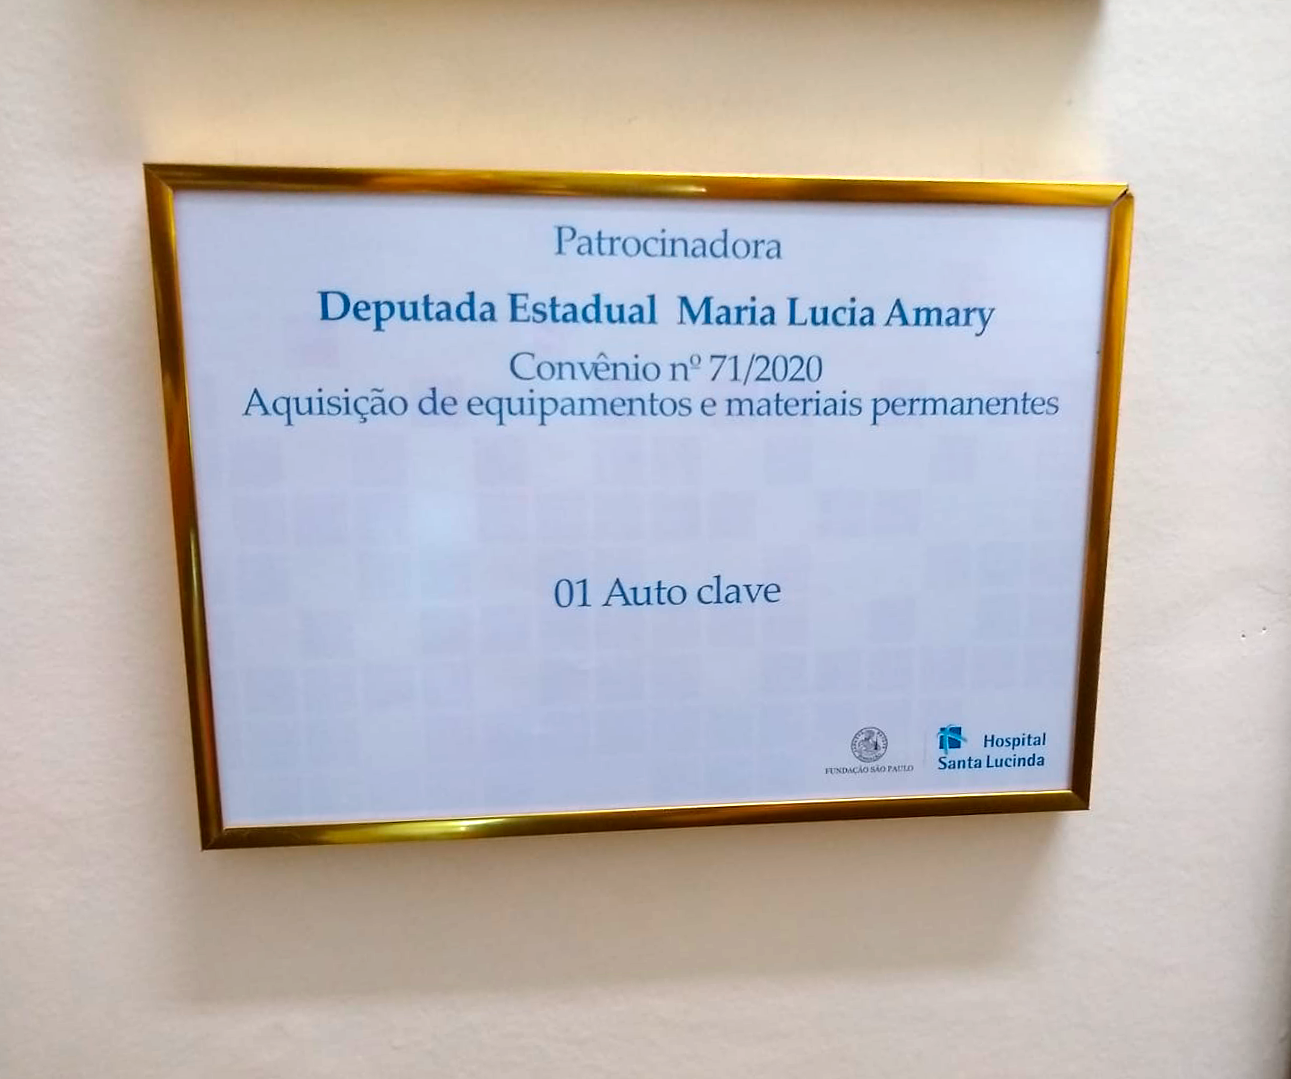 Patrocinadora
Deputada Estadual Maria Lucia Amary
Convênio nº 71/2020
Aquisição de equipamentos e materiais permanentes
01 Auto clave
FUNDAÇÃO SÃO PAULO
Hospital
Santa Lucinda